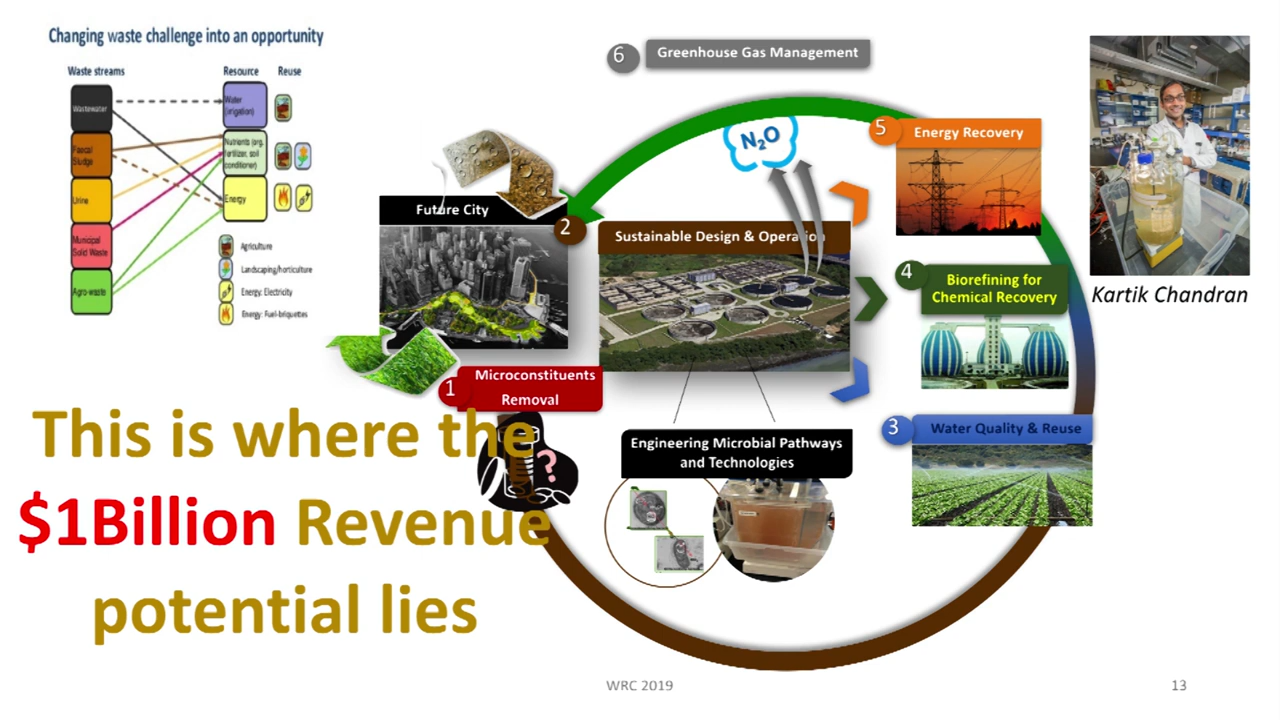 Changing waste challenge into an opportunity
Waste streams
Resource
Reuse
Wastewater
Faecal
Sludge
Urine
Municipal
Solid Waste
Agro-waste
Water
(irrigation)
Nutrients (org.
fertilizer, soil
conditioner)
Energy
Agriculture
Landscaping/horticulture
Energy: Electricity
Energy: Fuel-briquettes
6
Greenhouse Gas Management
N2O
5
Energy Recovery
Future City
2
Sustainable Design & Operation
4
Biorefining for
Chemical Recovery
Kartik Chandran
1
Microconstituents
Removal
?
3
Water Quality & Reuse
Engineering Microbial Pathways
and Technologies
This is where the
$1Billion Revenue
potential lies
WRC 2019
13